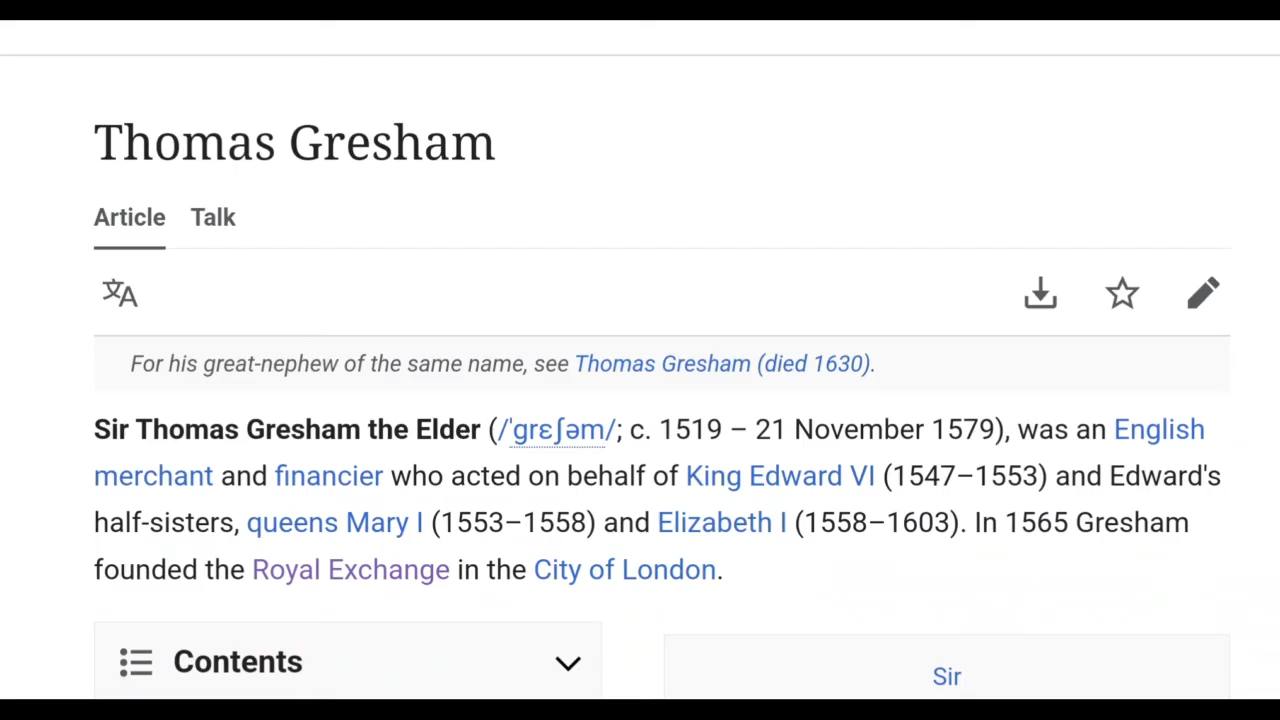 Thomas Gresham
Article Talk
For his great-nephew of the same name, see Thomas Gresham (died 1630).
Sir Thomas Gresham the Elder (/ˈɡrɛʃəm/; c. 1519 – 21 November 1579), was an English
merchant and financier who acted on behalf of King Edward VI (1547–1553) and Edward's
half-sisters, queens Mary I (1553–1558) and Elizabeth I (1558–1603). In 1565 Gresham
founded the Royal Exchange in the City of London.
Contents
Sir